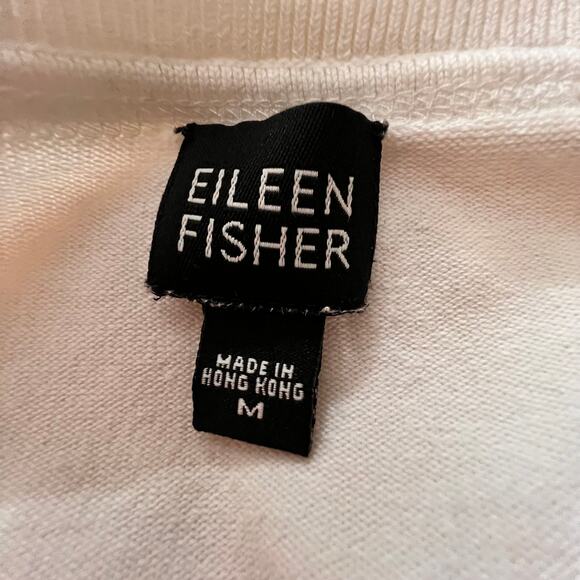 EILEEN
FISHER
MADE IN
HONG KONG
M